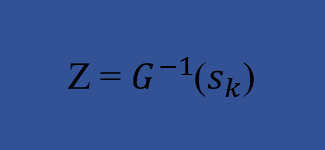 Z = G⁻¹(sₖ)